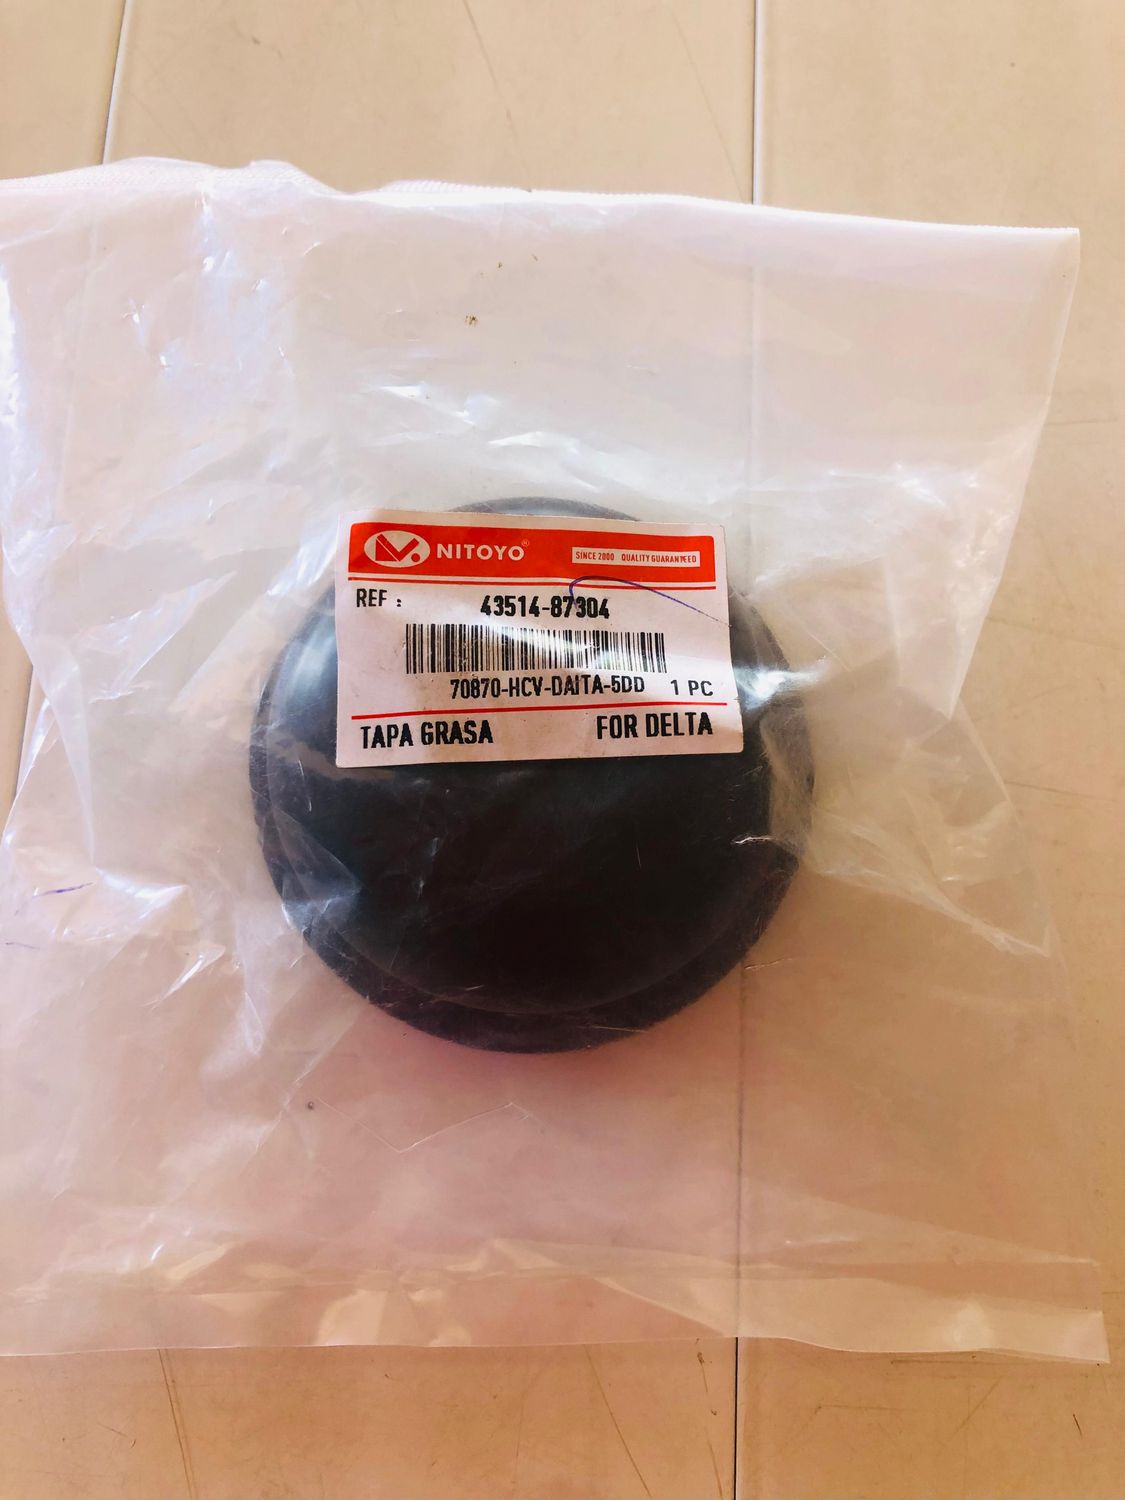 NITOYO®
SINCE 2000 QUALITY GUARANTEED
REF : 43514-87304
70870-HCV-DAITA-5DD 1 PC
TAPA GRASA FOR DELTA